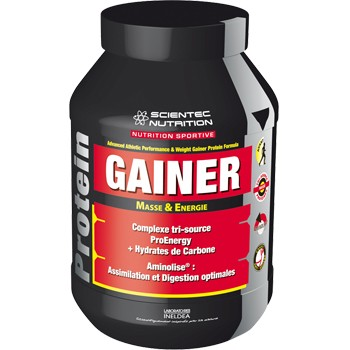 SCIENTEC
NUTRITION
NUTRITION SPORTIVE
Advanced Athletic Performance & Weight Gainer Protein Formula
Protein
GAINER
MASSE & ENERGIE
Complexe tri-source
ProEnergy
+ Hydrates de Carbone
Aminolise® :
Assimilation et Digestion optimales
LABORATOIRES
INELDEA